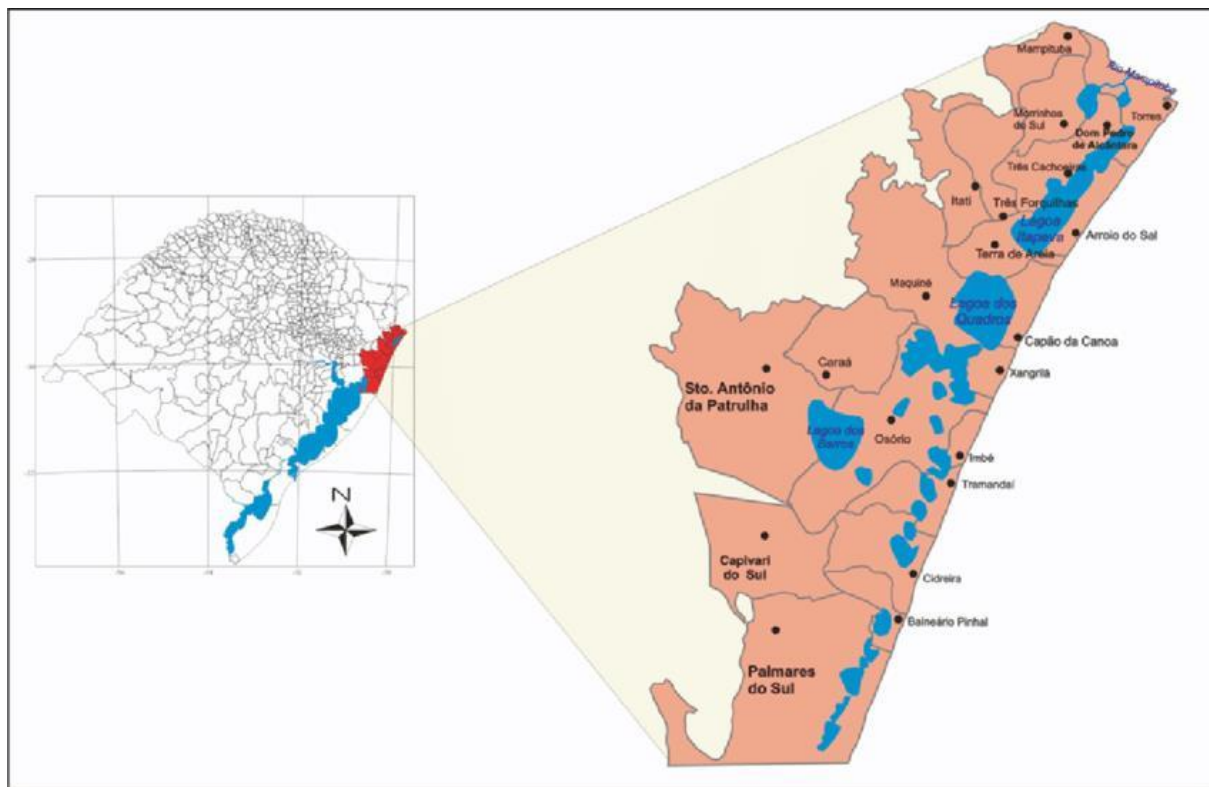 Mampituba
Rio Mampituba
Torres
Morrinhos
do Sul
Dom Pedro
de Alcântara
Três Cachoeiras
Itati
Três Forquilhas
Lagoa
Itapeva
Arroio do Sal
Terra de Areia
Maquiné
Lagoa dos
Quadros
Capão da Canoa
Caraá
Xangrilá
Sto. Antônio
da Patrulha
Lagoa dos
Barros
Osório
Imbé
Tramandaí
N
Capivari
do Sul
Cidreira
Balneário Pinhal
Palmares
do Sul